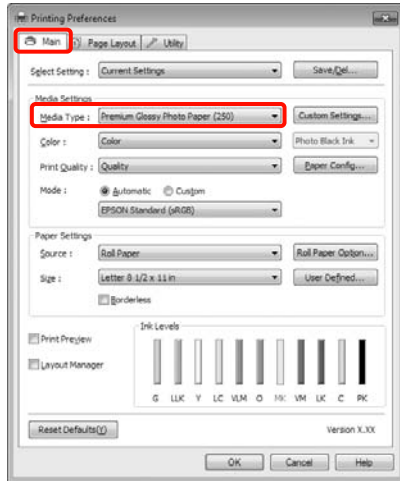 Printing Preferences
Main Page Layout Utility
Select Setting : Current Settings Save/Del...
Media Settings
Media Type : Premium Glossy Photo Paper (250) Custom Settings...
Color : Color Photo Black Ink
Print Quality : Quality Paper Config...
Mode : Automatic Custom
EPSON Standard (sRGB)
Paper Settings
Source : Roll Paper Roll Paper Option...
Size : Letter 8 1/2 x 11 in User Defined...
Borderless
Ink Levels
Print Preview
Layout Manager
G LLK Y LC VLM O MK VM LK C PK
Reset Defaults(Y) Version X.XX
OK Cancel Help